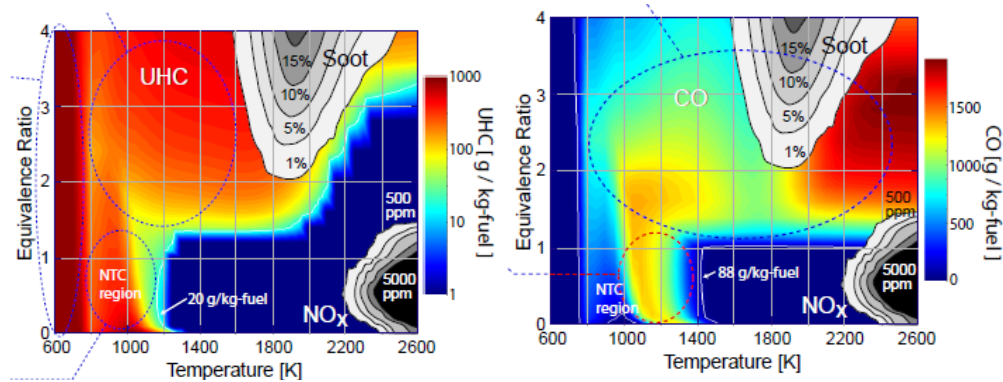 4
3
2
1
0
Equivalence Ratio
UHC
15%
10%
5%
1%
Soot
NTC
region
20 g/kg-fuel
NOx
500
ppm
5000
ppm
600
1000
1400
1800
2200
2600
Temperature [K]
1000
100
10
1
UHC [ g / kg-fuel ]
4
3
2
1
0
Equivalence Ratio
CO
15%
10%
5%
1%
Soot
NTC
region
88 g/kg-fuel
NOx
500
ppm
5000
ppm
600
1000
1400
1800
2200
2600
Temperature [K]
1500
1000
500
0
CO [g / kg-fuel ]